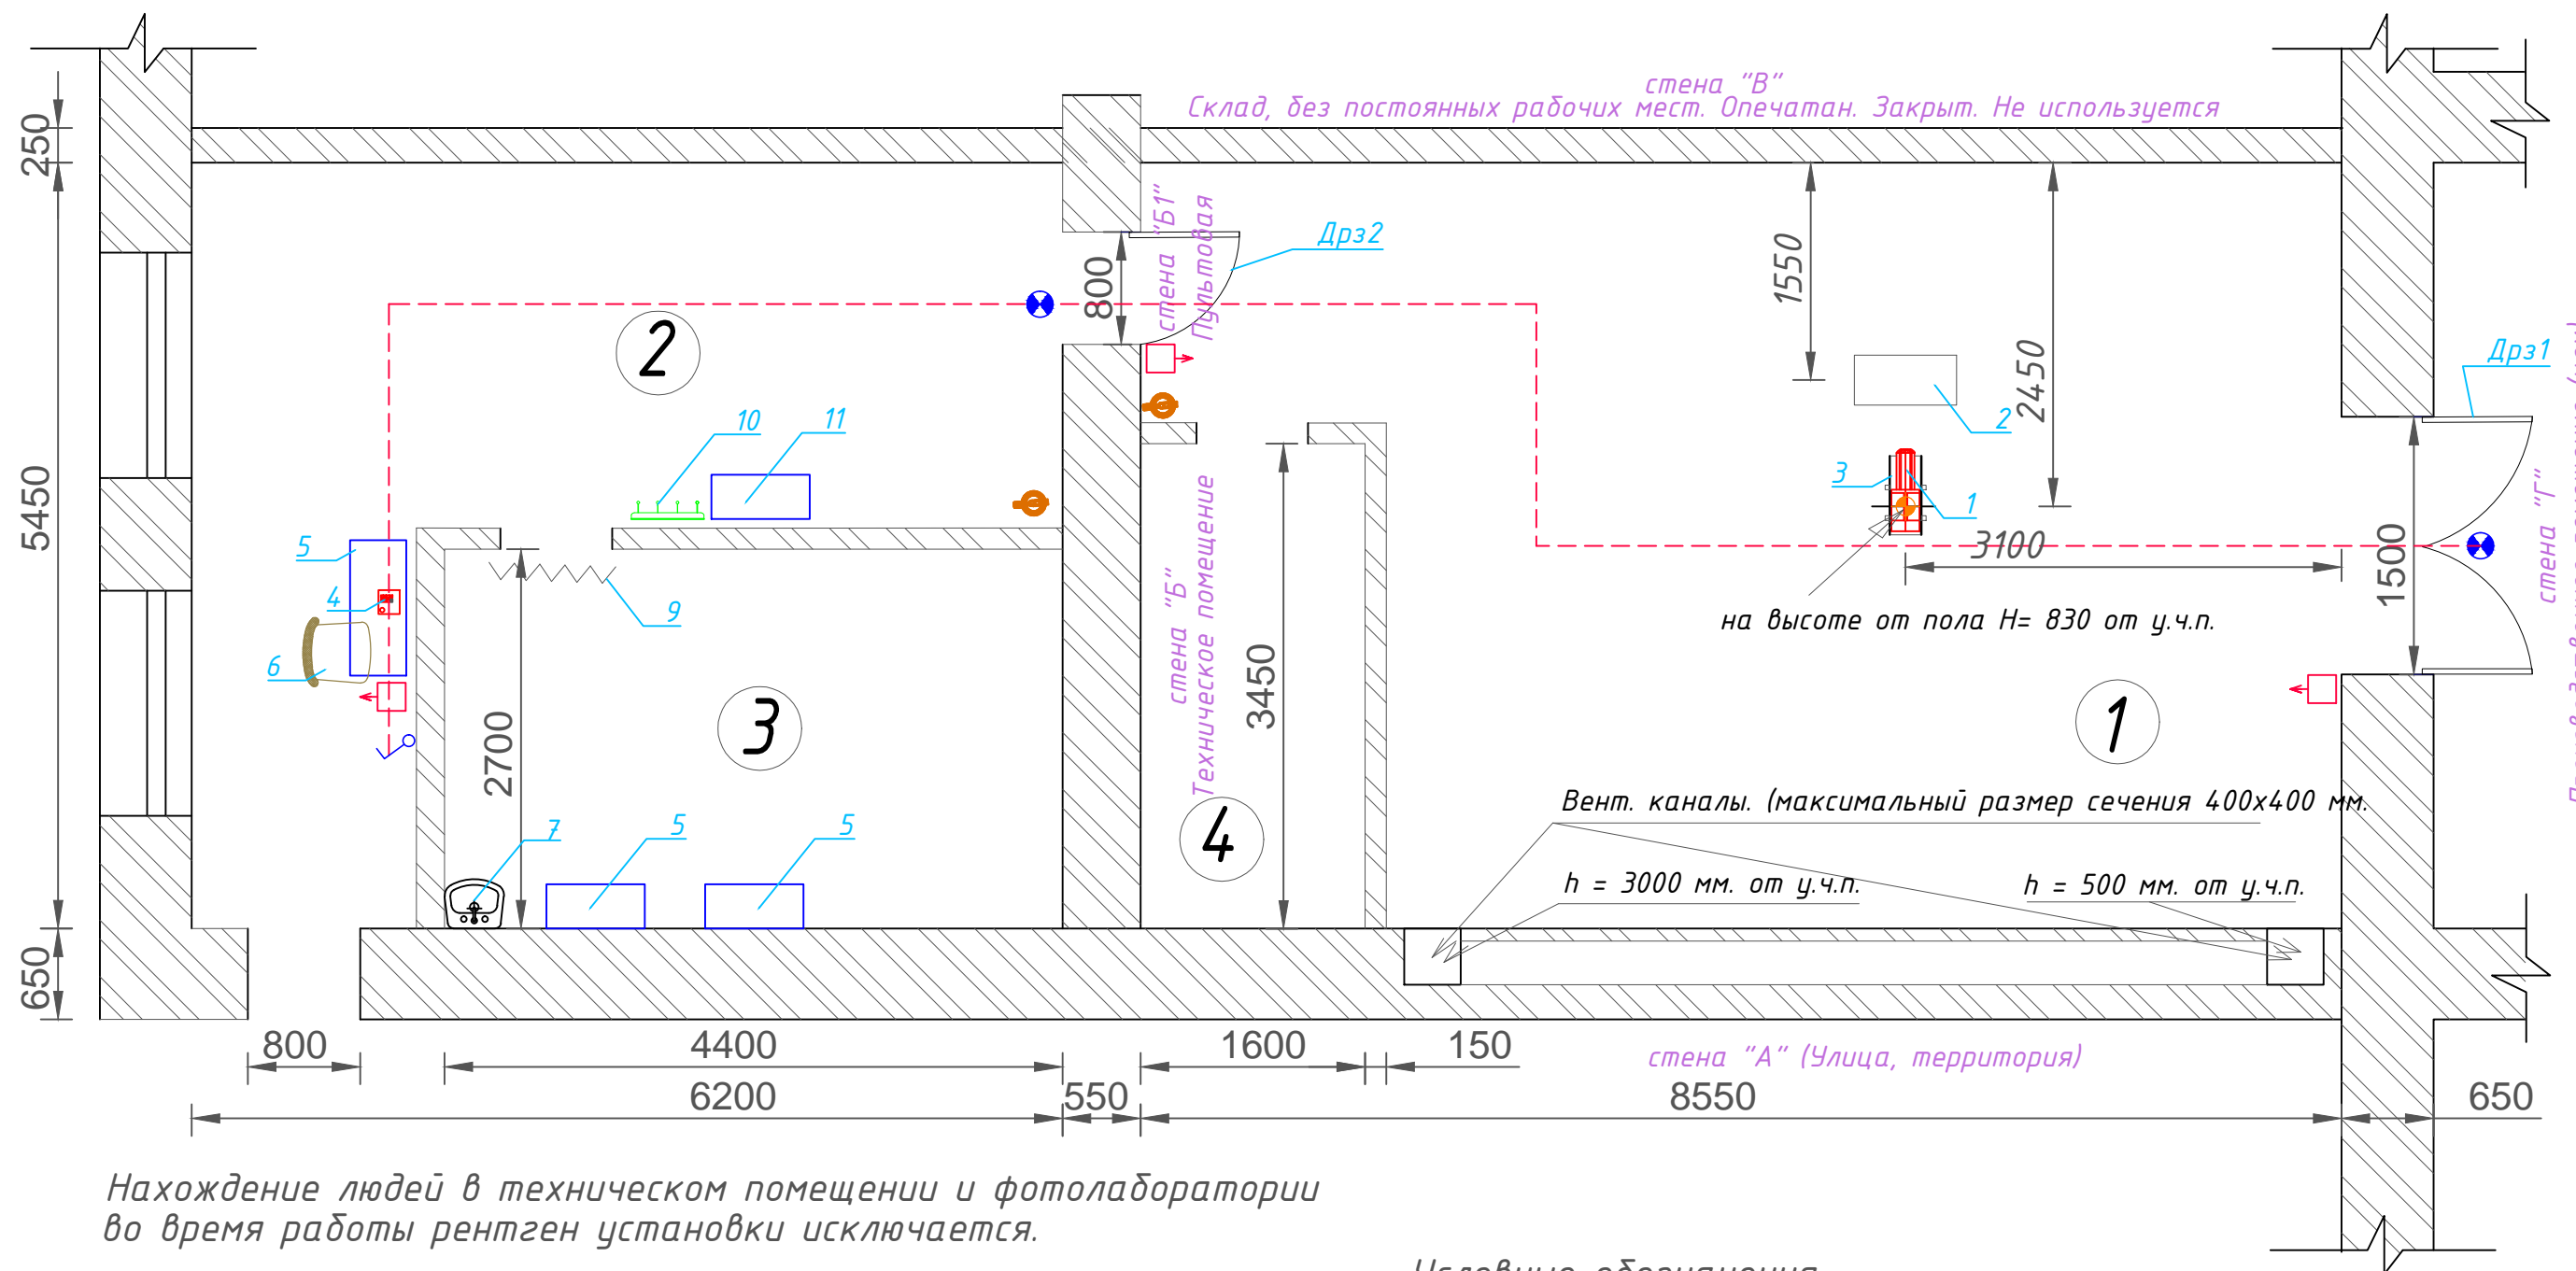 стена "В"
Склад, без постоянных рабочих мест. Опечатан. Закрыт. Не используется
250
стена "Б1"
Пультовая
Дрз2
800
1550
2450
Дрз1
2
10
11
2
3
1
5450
5
4
6
9
3100
1500
стена "Г"
на высоте от пола Н= 830 от у.ч.п.
стена "Б"
Техническое помещение
3450
2700
3
1
4
Вент. каналы. (максимальный размер сечения 400х400 мм.
7
5
5
h = 3000 мм. от у.ч.п.
h = 500 мм. от у.ч.п.
650
800
4400
1600
150
стена "А" (Улица, территория)
6200
550
8550
650
Нахождение людей в техническом помещении и фотолаборатории
во время работы рентген установки исключается.
Условные обозначения